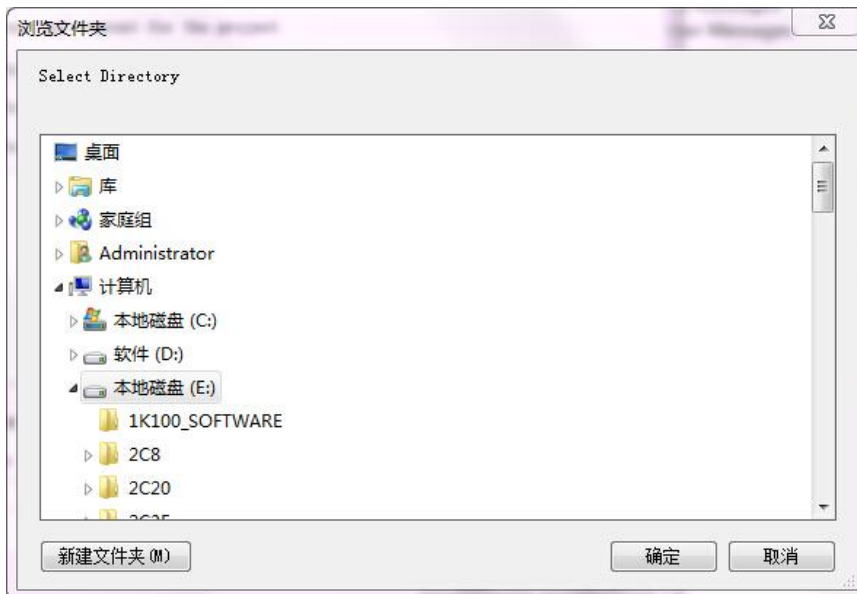 浏览文件夹
Select Directory
桌面
库
家庭组
Administrator
计算机
本地磁盘 (C:)
软件 (D:)
本地磁盘 (E:)
1K100_SOFTWARE
2C8
2C20
新建文件夹(M)
确定
取消